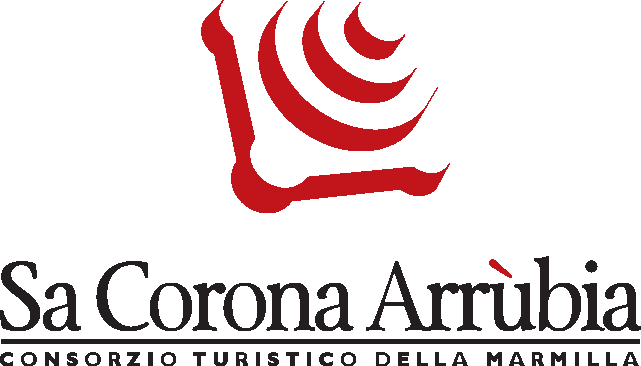 Sa Corona Arrùbia
CONSORZIO TURISTICO DELLA MARMILLA